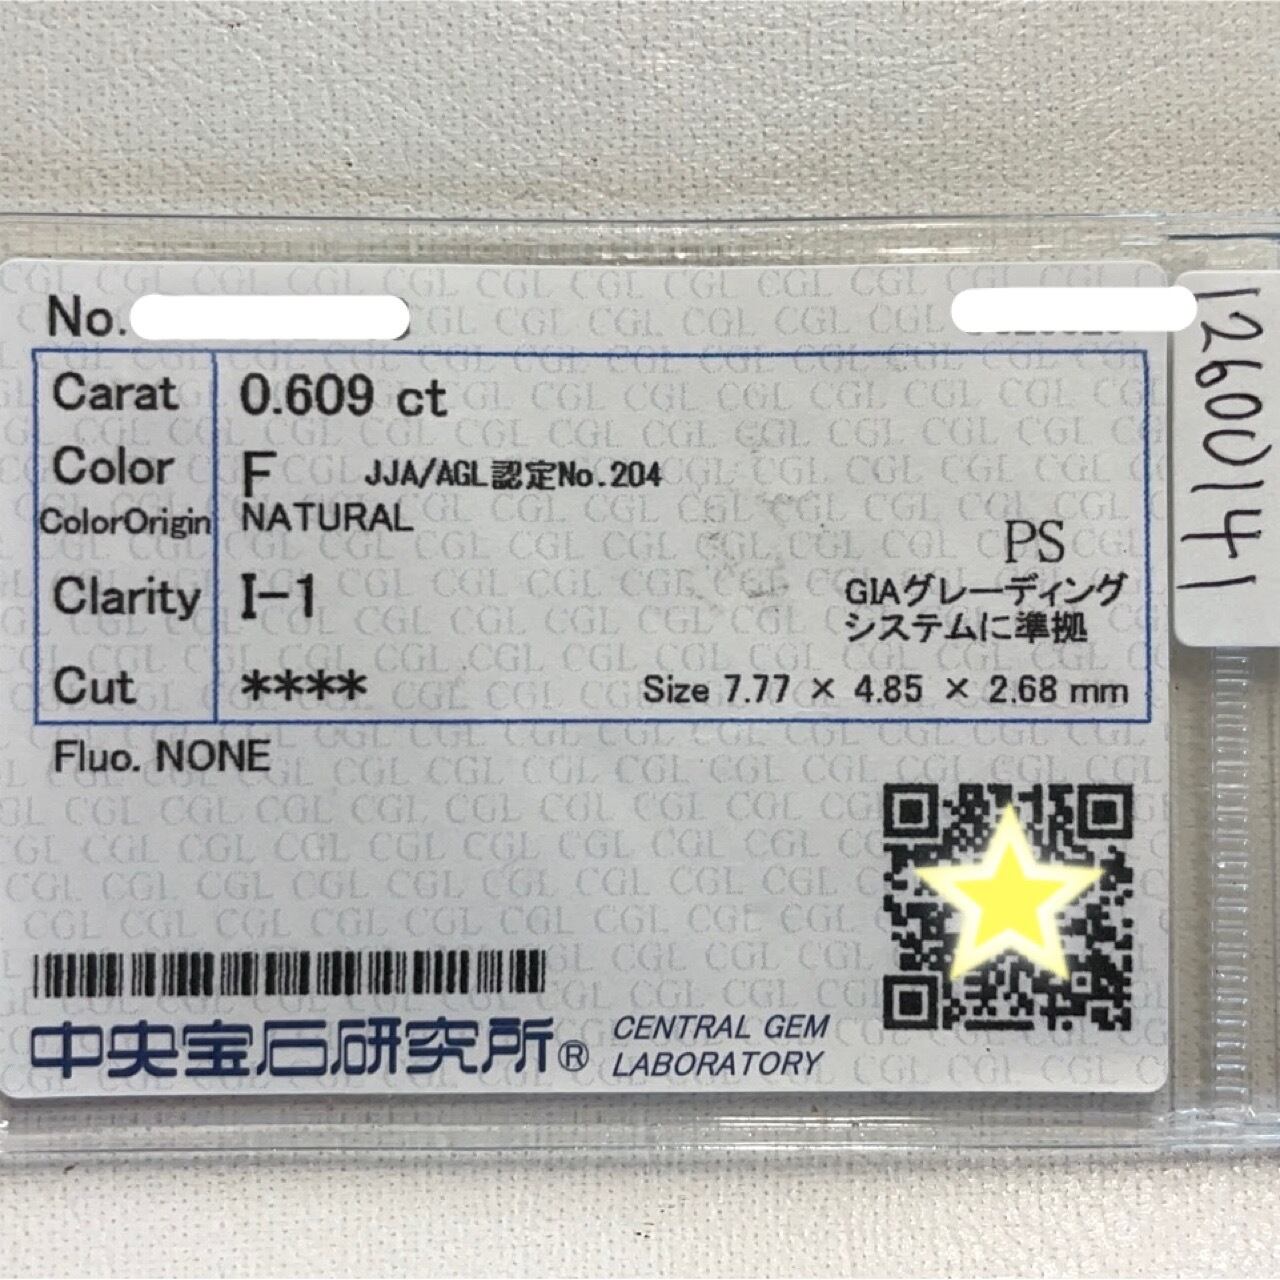 No.
Carat 0.609 ct
Color F JJA/AGL認定No.204
ColorOrigin NATURAL
PS
Clarity I-1 GIAグレーディング
システムに準拠
Cut **** Size 7.77 × 4.85 × 2.68 mm
Fluo. NONE
中央宝石研究所® CENTRAL GEM
LABORATORY
1260014